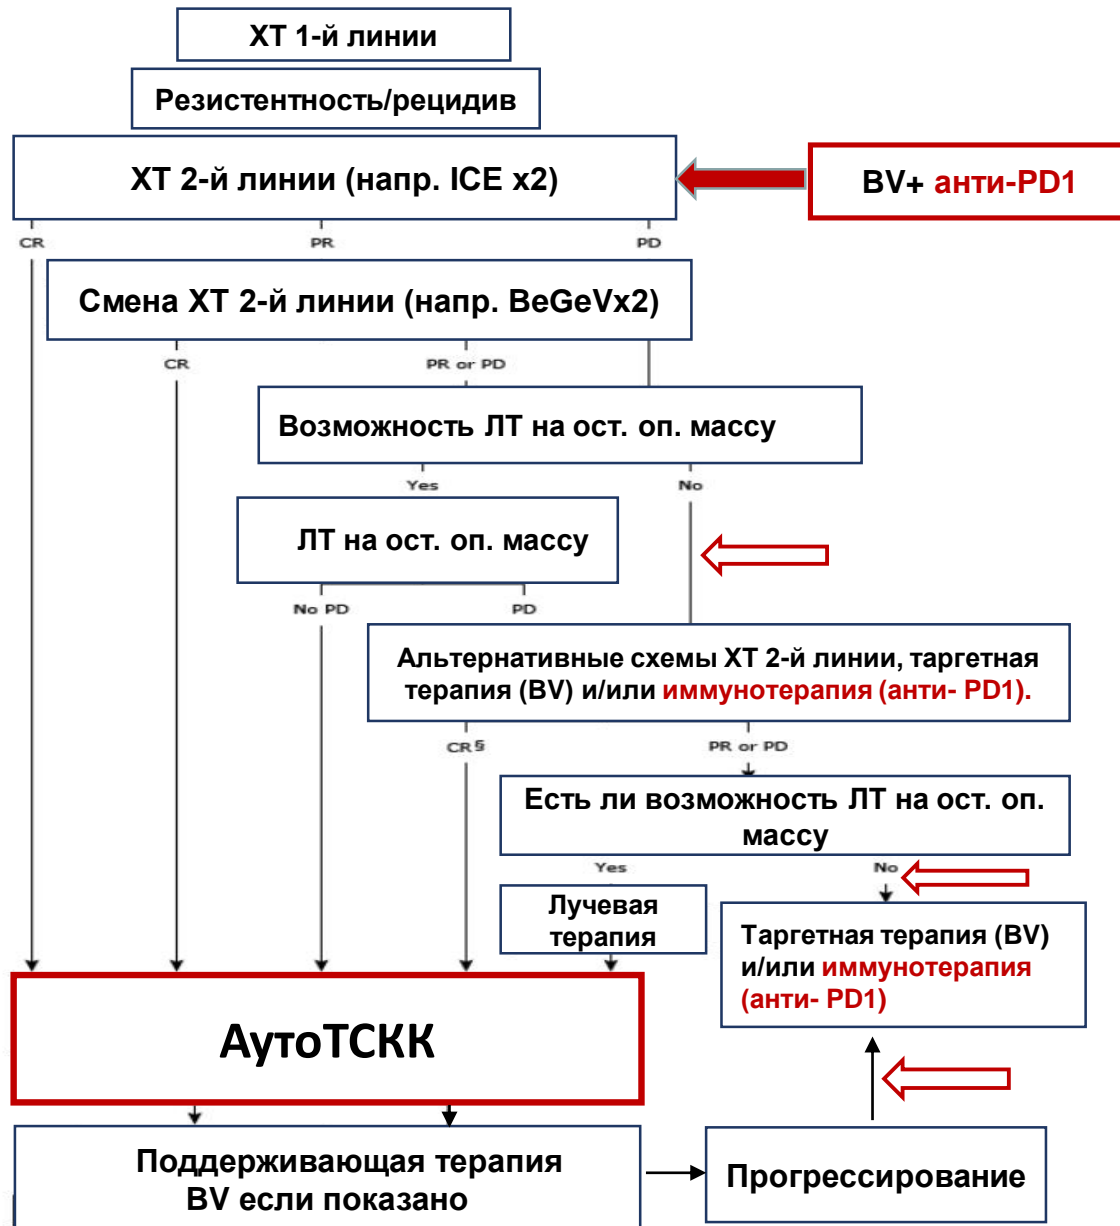 ХТ 1-й линии
Резистентность/рецидив
ХТ 2-й линии (напр. ICE x2)
BV+ анти-PD1
CR
PR
PD
Смена ХТ 2-й линии (напр. BeGeVx2)
CR
PR or PD
Возможность ЛТ на ост. оп. массу
Yes
No
ЛТ на ост. оп. массу
No PD
PD
Альтернативные схемы ХТ 2-й линии, таргетная
терапия (BV) и/или иммунотерапия (анти- PD1).
CR§
PR or PD
Есть ли возможность ЛТ на ост. оп.
массу
Yes
No
Лучевая
терапия
Таргетная терапия (BV)
и/или иммунотерапия
(анти- PD1)
АутоТСКК
Поддерживающая терапия
BV если показано
Прогрессирование